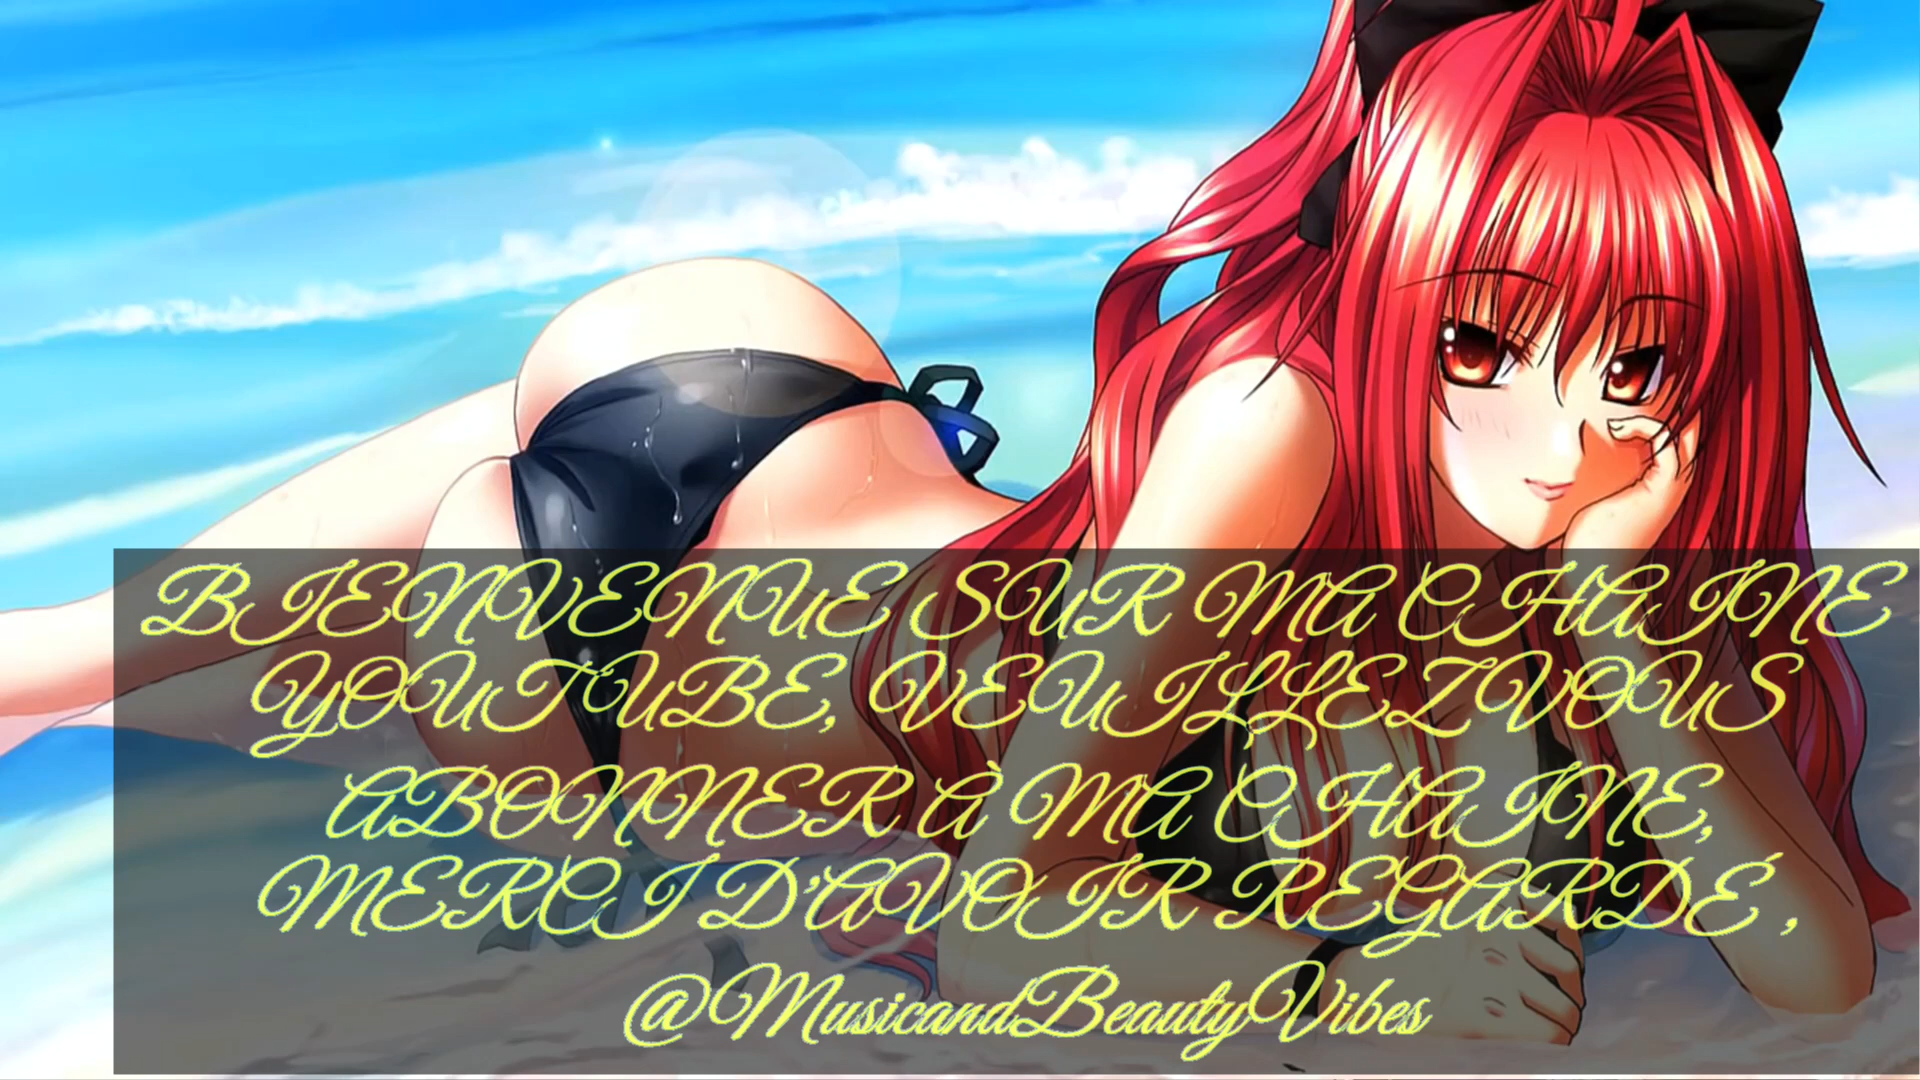 BIENVENUE SUR MA CHAINE
YOUTUBE, VEUILLEZ VOUS
ABONNER À MA CHAINE,
MERCI D'AVOIR REGARDÉ ,
@MusicandBeautyVibes